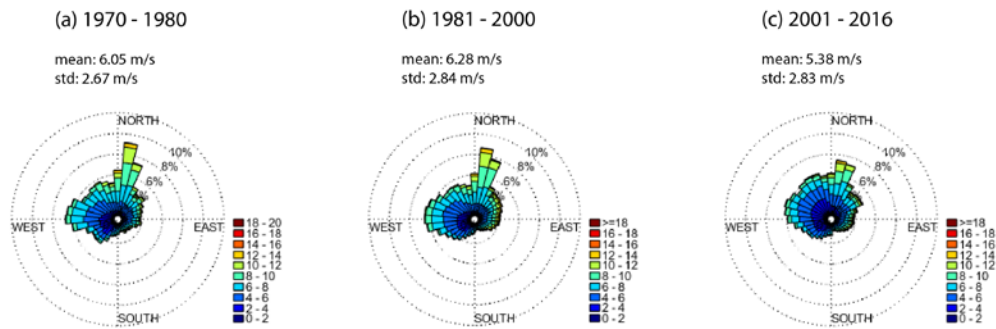 (a) 1970 - 1980
mean: 6.05 m/s
std: 2.67 m/s
NORTH
10%
8%
6%
WEST
EAST
SOUTH
18 - 20
16 - 18
14 - 16
12 - 14
10 - 12
8 - 10
6 - 8
4 - 6
2 - 4
0 - 2
(b) 1981 - 2000
mean: 6.28 m/s
std: 2.84 m/s
NORTH
10%
8%
6%
WEST
EAST
SOUTH
>=18
16 - 18
14 - 16
12 - 14
10 - 12
8 - 10
6 - 8
4 - 6
2 - 4
0 - 2
(c) 2001 - 2016
mean: 5.38 m/s
std: 2.83 m/s
NORTH
10%
8%
6%
WEST
EAST
SOUTH
>=18
16 - 18
14 - 16
12 - 14
10 - 12
8 - 10
6 - 8
4 - 6
2 - 4
0 - 2